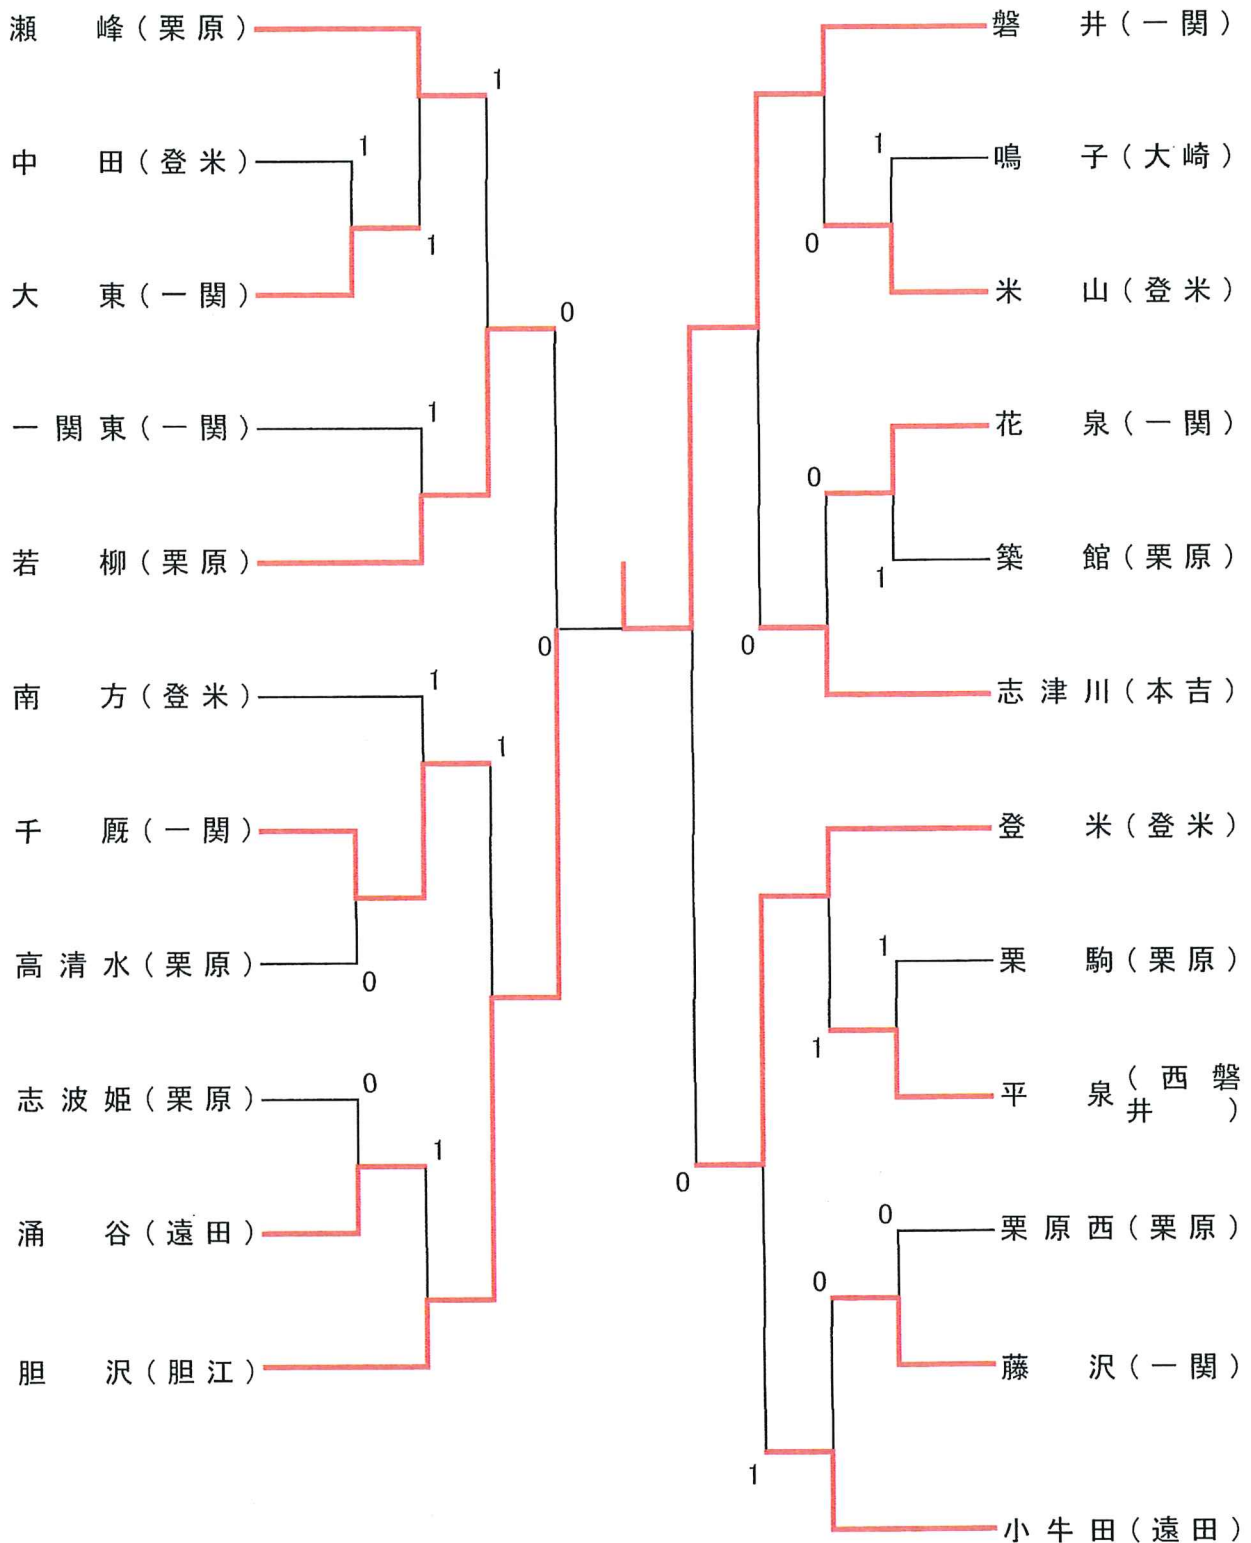 瀬峰(栗原)
1
中田(登米)
1
大東(一関)
1
0
一関東(一関)
1
若柳(栗原)
0
南方(登米)
1
1
千厩(一関)
高清水(栗原)
0
志波姫(栗原)
0
1
涌谷(遠田)
胆沢(胆江)
磐井(一関)
鳴子(大崎)
1
0
米山(登米)
花泉(一関)
0
築館(栗原)
1
0
志津川(本吉)
登米(登米)
栗駒(栗原)
1
1
平泉(西磐
井)
0
栗原西(栗原)
0
0
藤沢(一関)
1
小牛田(遠田)